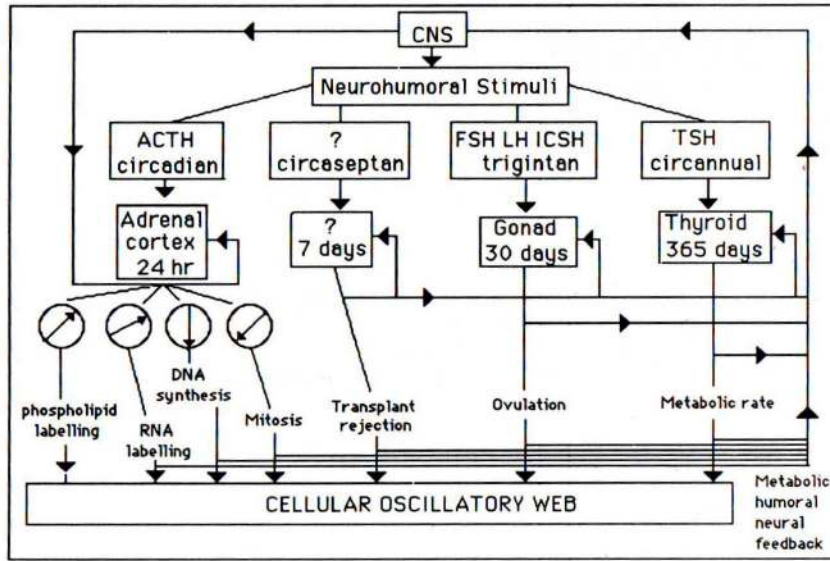 CNS
Neurohumoral Stimuli
ACTH
circadian
?
circaseptan
FSH LH ICSH
trigintan
TSH
circannual
Adrenal
cortex
24 hr
?
7 days
Gonad
30 days
Thyroid
365 days
phospholipid
labelling
RNA
labelling
DNA
synthesis
Mitosis
Transplant
rejection
Ovulation
Metabolic rate
CELLULAR OSCILLATORY WEB
Metabolic
humoral
neural
feedback